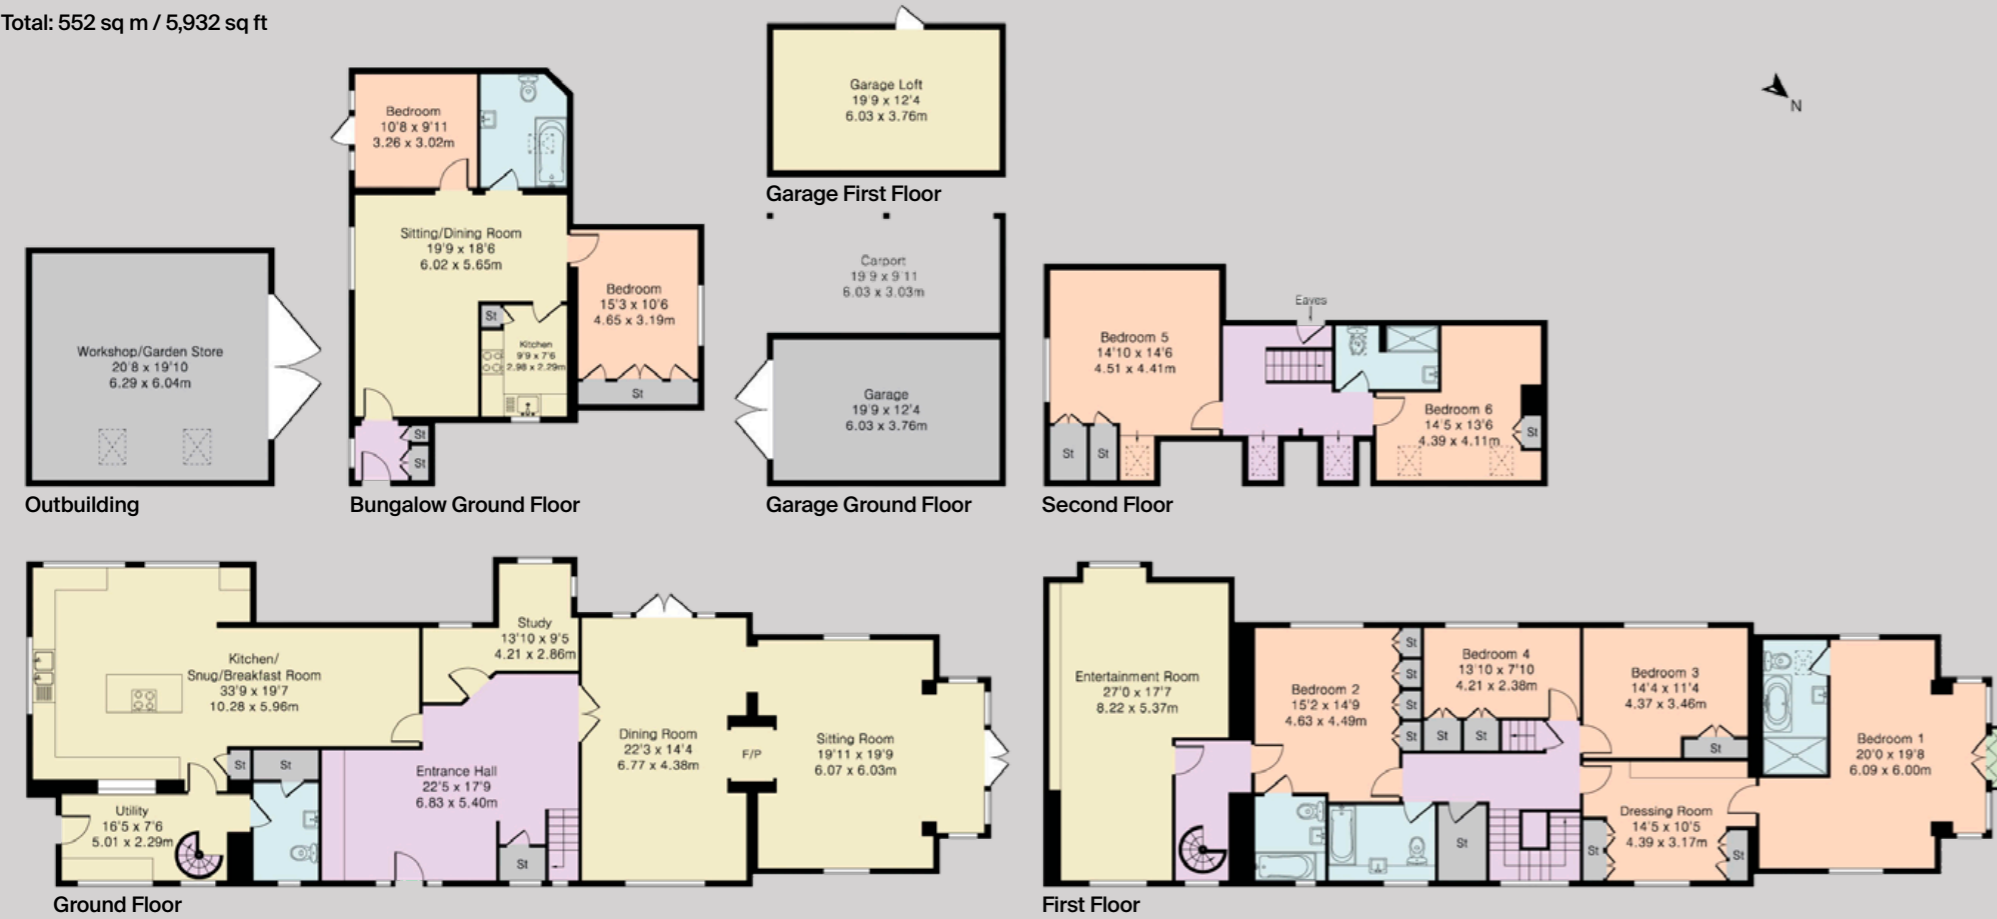 Total: 552 sq m / 5,932 sq ft
Garage Loft
19'9 x 12'4
6.03 x 3.76m
Garage First Floor
N
Bedroom
10'8 x 9'11
3.26 x 3.02m
Sitting/Dining Room
19'9 x 18'6
6.02 x 5.65m
Bedroom
15'3 x 10'6
4.65 x 3.19m
St
St
Kitchen
9'9 x 7'6
2.98 x 2.29m
St
St
Bungalow Ground Floor
Workshop/Garden Store
20'8 x 19'10
6.29 x 6.04m
Outbuilding
Carport
19'9 x 9'11
6.03 x 3.03m
Garage
19'9 x 12'4
6.03 x 3.76m
Garage Ground Floor
Eaves
Bedroom 5
14'10 x 14'6
4.51 x 4.41m
St
St
Bedroom 6
14'5 x 13'6
4.39 x 4.11m
St
Second Floor
Kitchen/
Snug/Breakfast Room
33'9 x 19'7
10.28 x 5.96m
Study
13'10 x 9'5
4.21 x 2.86m
Dining Room
22'3 x 14'4
6.77 x 4.38m
F/P
Sitting Room
19'11 x 19'9
6.07 x 6.03m
St
St
Entrance Hall
22'5 x 17'9
6.83 x 5.40m
Utility
16'5 x 7'6
5.01 x 2.29m
St
Ground Floor
Entertainment Room
27'0 x 17'7
8.22 x 5.37m
Bedroom 2
15'2 x 14'9
4.63 x 4.49m
St
St
St
St
Bedroom 4
13'10 x 7'10
4.21 x 2.38m
St
St
Bedroom 3
14'4 x 11'4
4.37 x 3.46m
St
Bedroom 1
20'0 x 19'8
6.09 x 6.00m
Dressing Room
14'5 x 10'5
4.39 x 3.17m
St
St
St
First Floor